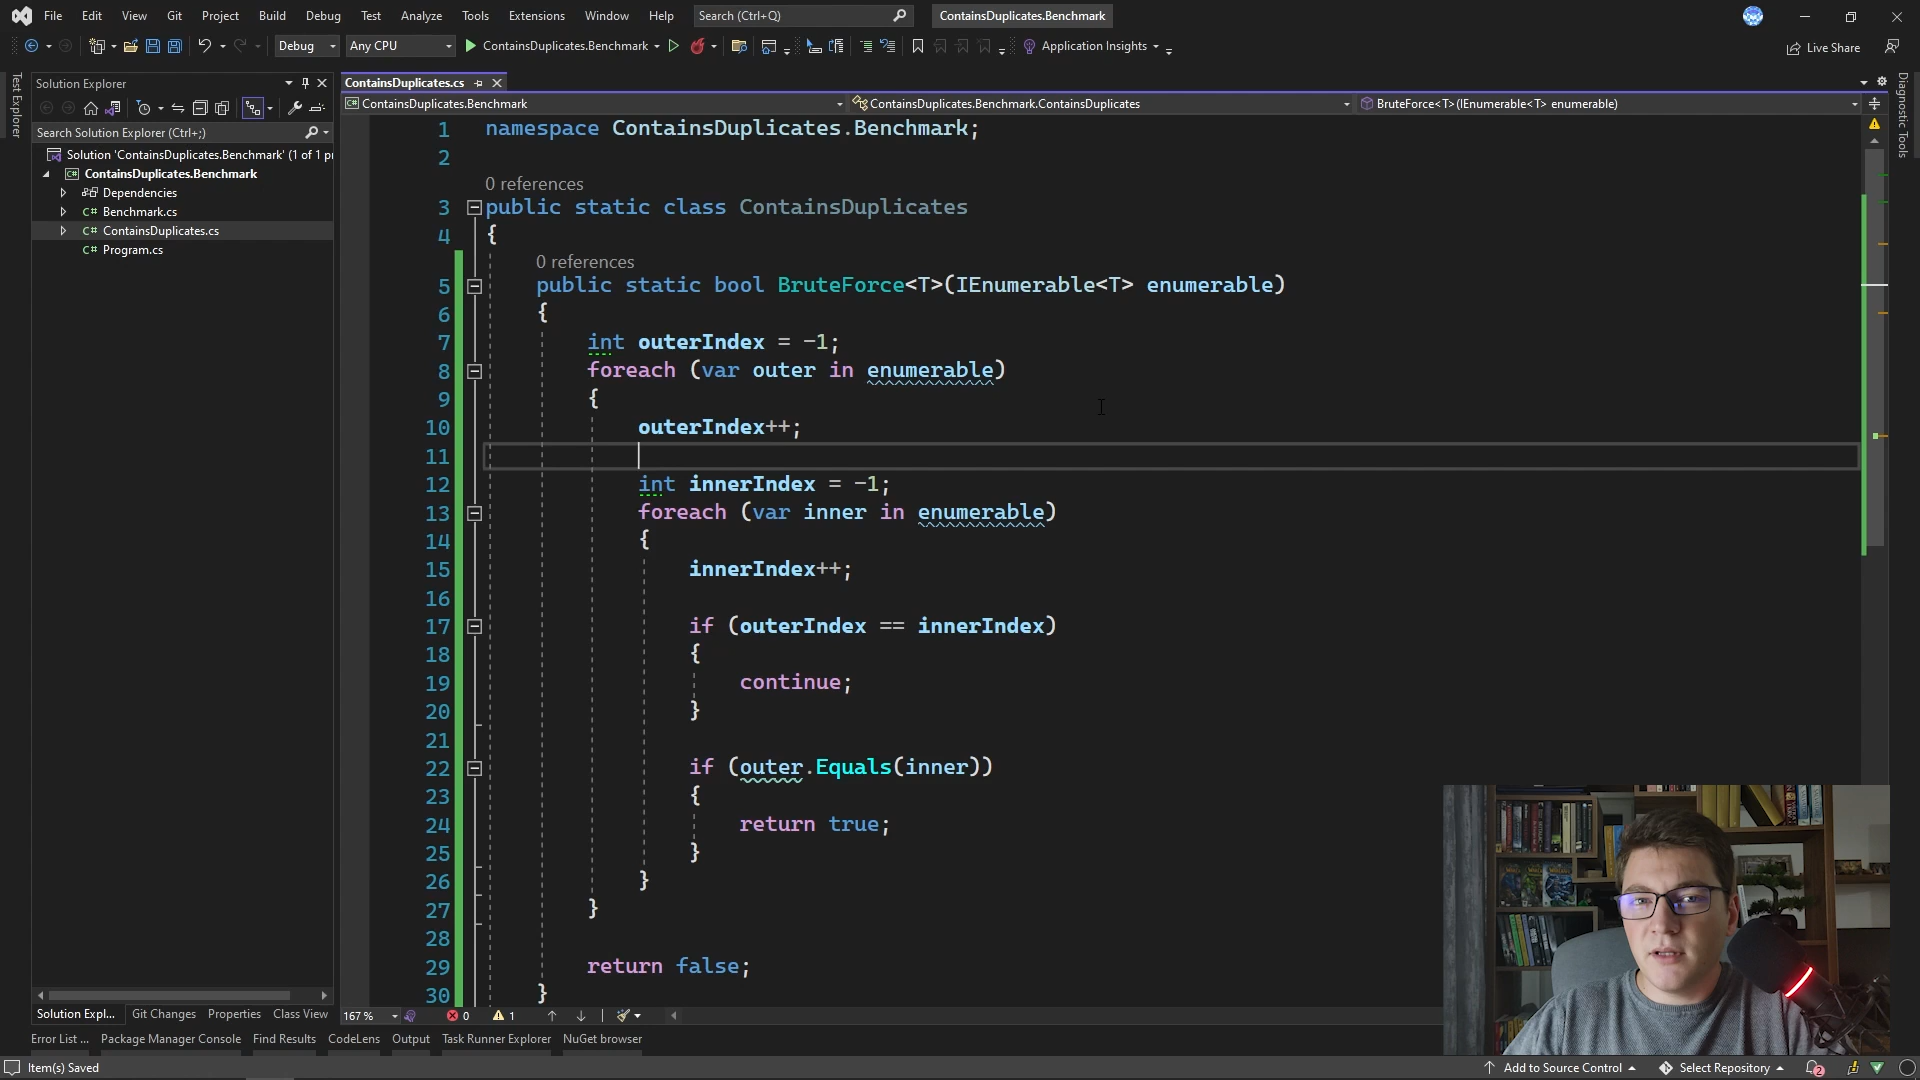 File Edit View Git Project Build Debug Test Analyze Tools Extensions Window Help Search (Ctrl+Q) ContainsDuplicates.Benchmark
Debug Any CPU ContainsDuplicates.Benchmark Application Insights Live Share
Test Explorer
Solution Explorer
Search Solution Explorer (Ctrl+;)
Solution 'ContainsDuplicates.Benchmark' (1 of 1 pr
ContainsDuplicates.Benchmark
Dependencies
C# Benchmark.cs
C# ContainsDuplicates.cs
C# Program.cs
ContainsDuplicates.cs
ContainsDuplicates.Benchmark ContainsDuplicates.Benchmark.ContainsDuplicates BruteForce<T>(IEnumerable<T> enumerable)
Diagnostic Tools
1 namespace ContainsDuplicates.Benchmark;
2
0 references
3 public static class ContainsDuplicates
4 {
0 references
5 public static bool BruteForce<T>(IEnumerable<T> enumerable)
6 {
7 int outerIndex = -1;
8 foreach (var outer in enumerable)
9 {
10 outerIndex++;
11
12 int innerIndex = -1;
13 foreach (var inner in enumerable)
14 {
15 innerIndex++;
16
17 if (outerIndex == innerIndex)
18 {
19 continue;
20 }
21
22 if (outer.Equals(inner))
23 {
24 return true;
25 }
26 }
27 }
28
29 return false;
30 }
Solution Expl... Git Changes Properties Class View
167 % 0 1
Error List ... Package Manager Console Find Results CodeLens Output Task Runner Explorer NuGet browser
Item(s) Saved Add to Source Control Select Repository 2